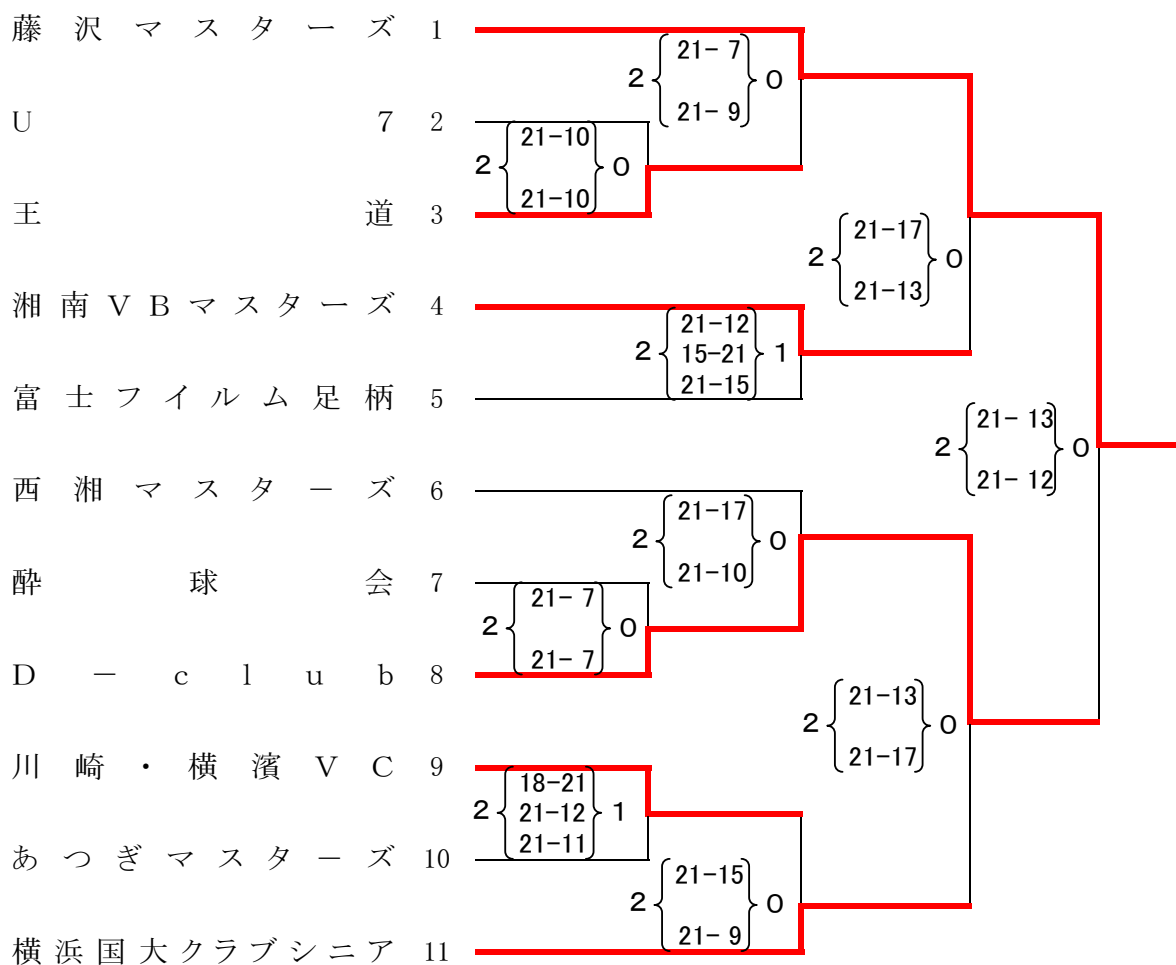 藤沢マスターズ 1
21- 7
2 0
21- 9
U7 2
21-10
2 0
21-10
王道 3
21-17
2 0
21-13
湘南VBマスターズ 4
21-12
2 15-21 1
21-15
富士フイルム足柄 5
21- 13
2 0
21- 12
西湘マスタ－ズ 6
21-17
2 0
21-10
酔球会 7
21- 7
2 0
21- 7
D－club 8
21-13
2 0
21-17
川崎・横濱VC 9
18-21
2 21-12 1
21-11
あつぎマスタ－ズ 10
21-15
2 0
21- 9
横浜国大クラブシニア 11